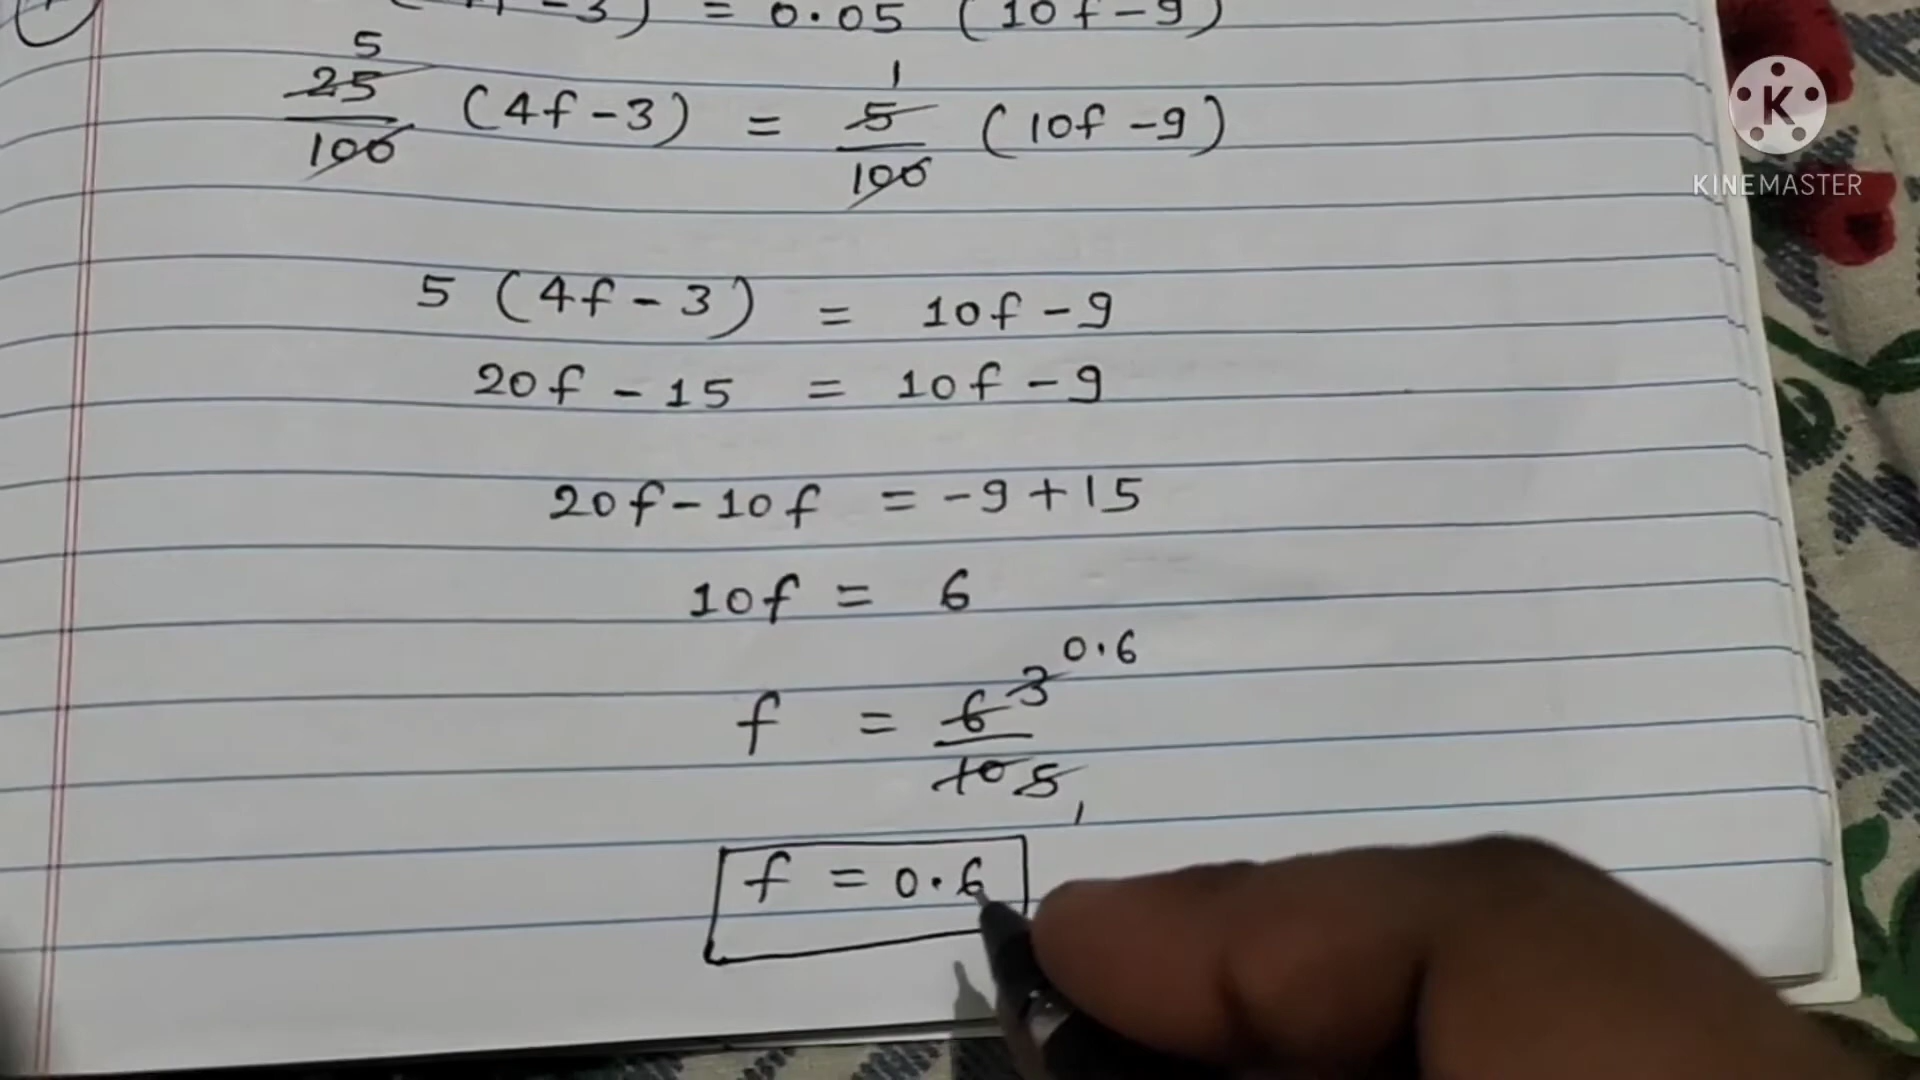 - 3) = 0.05 (10f-9)
5 1
25/100 (4f-3) = 5/100 (10f-9)
K
KINEMASTER
5 (4f-3) = 10f-9
20f-15 = 10f-9
20f-10f = -9+15
10f = 6
0.6
f = 6 3/10 5
1
f = 0.6